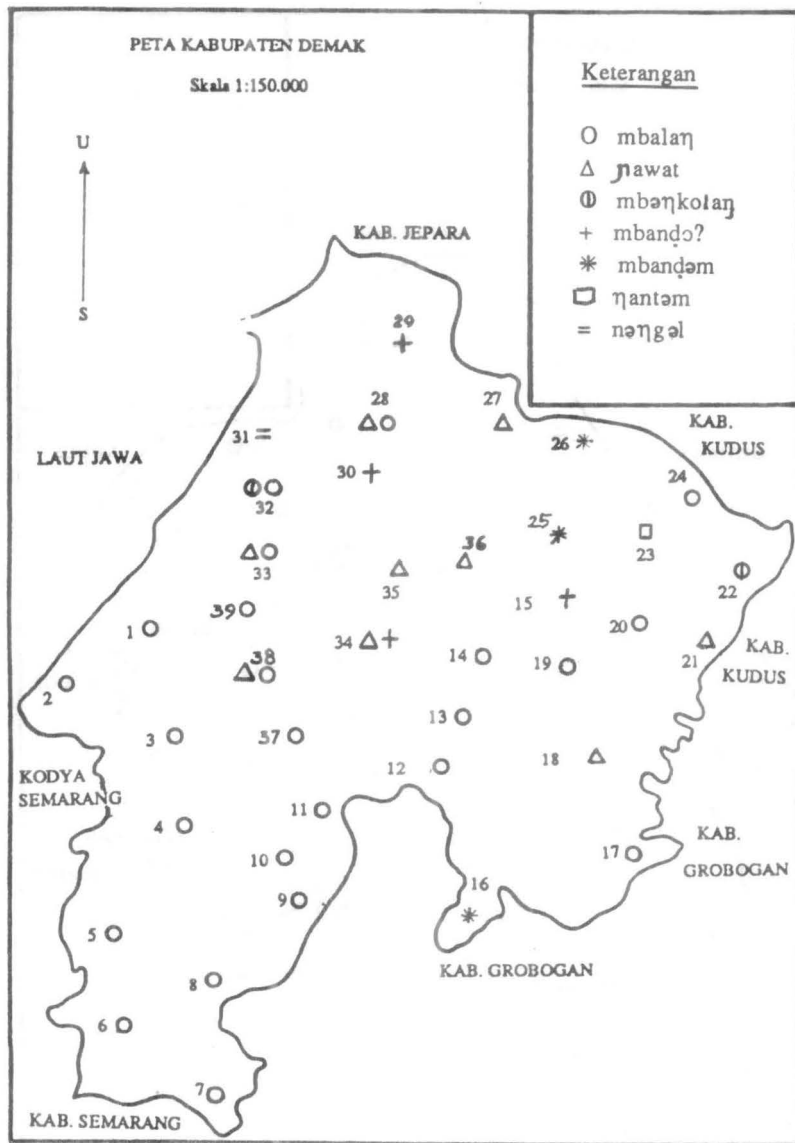 PETA KABUPATEN DEMAK
Skala 1:150.000
U
S
Keterangan
mbalaŋ
ɲawat
mbəŋkolaŋ
+ mbanḍɔ?
* mbanḍəm
ŋantəm
= nəŋgəl
KAB. JEPARA
29
28
27
KAB.
KUDUS
31
26
LAUT JAWA
30
24
32
25
23
33
36
35
22
39
15
1
20
34
21
KAB.
KUDUS
38
14
19
2
13
3
37
18
12
KODYA
SEMARANG
11
4
KAB.
GROBOGAN
10
17
16
9
5
KAB. GROBOGAN
8
6
7
KAB. SEMARANG